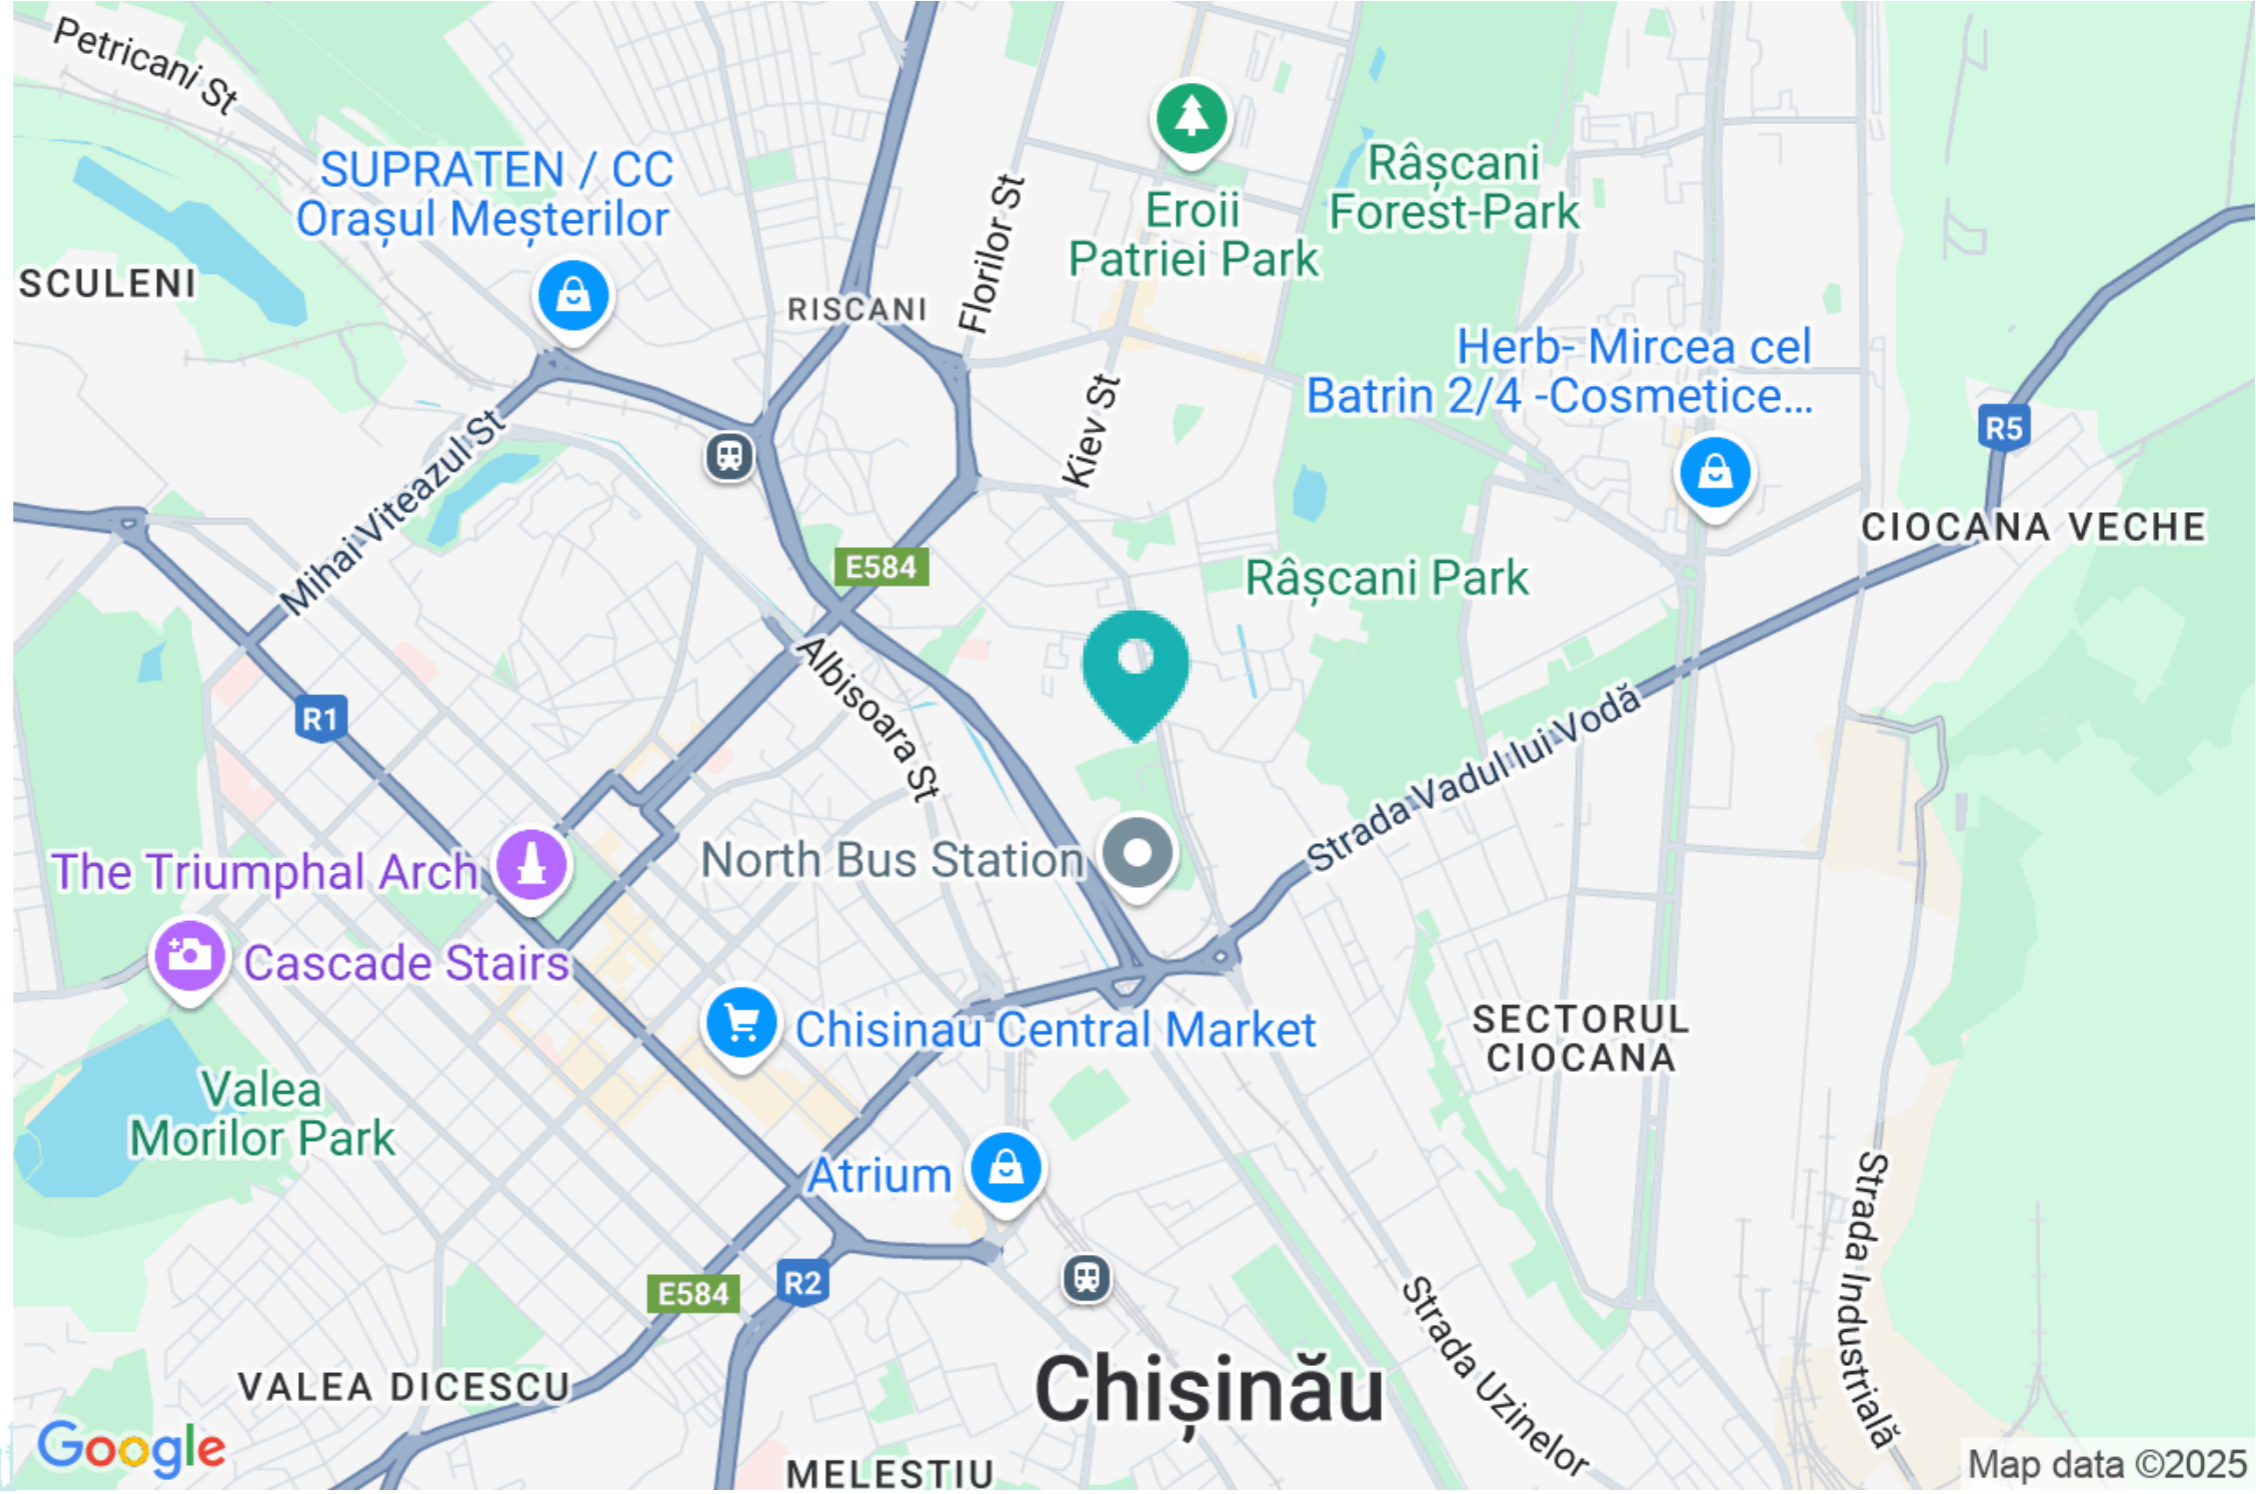 Petricani St
SUPRATEN / CC
Orașul Meșterilor
SCULENI
RISCANI
Florilor St
Eroii
Patriei Park
Râșcani
Forest-Park
Herb- Mircea cel
Batrin 2/4 -Cosmetice...
Kiev St
R5
Mihai Viteazul St
CIOCANA VECHE
E584
Râșcani Park
Albisoara St
R1
Strada Vadul lui Vodă
The Triumphal Arch
North Bus Station
Cascade Stairs
Chisinau Central Market
SECTORUL
CIOCANA
Valea
Morilor Park
Atrium
Strada Industrială
E584
R2
Strada Uzinelor
VALEA DICESCU
Chișinău
MELESTIU
Google
Map data ©2025